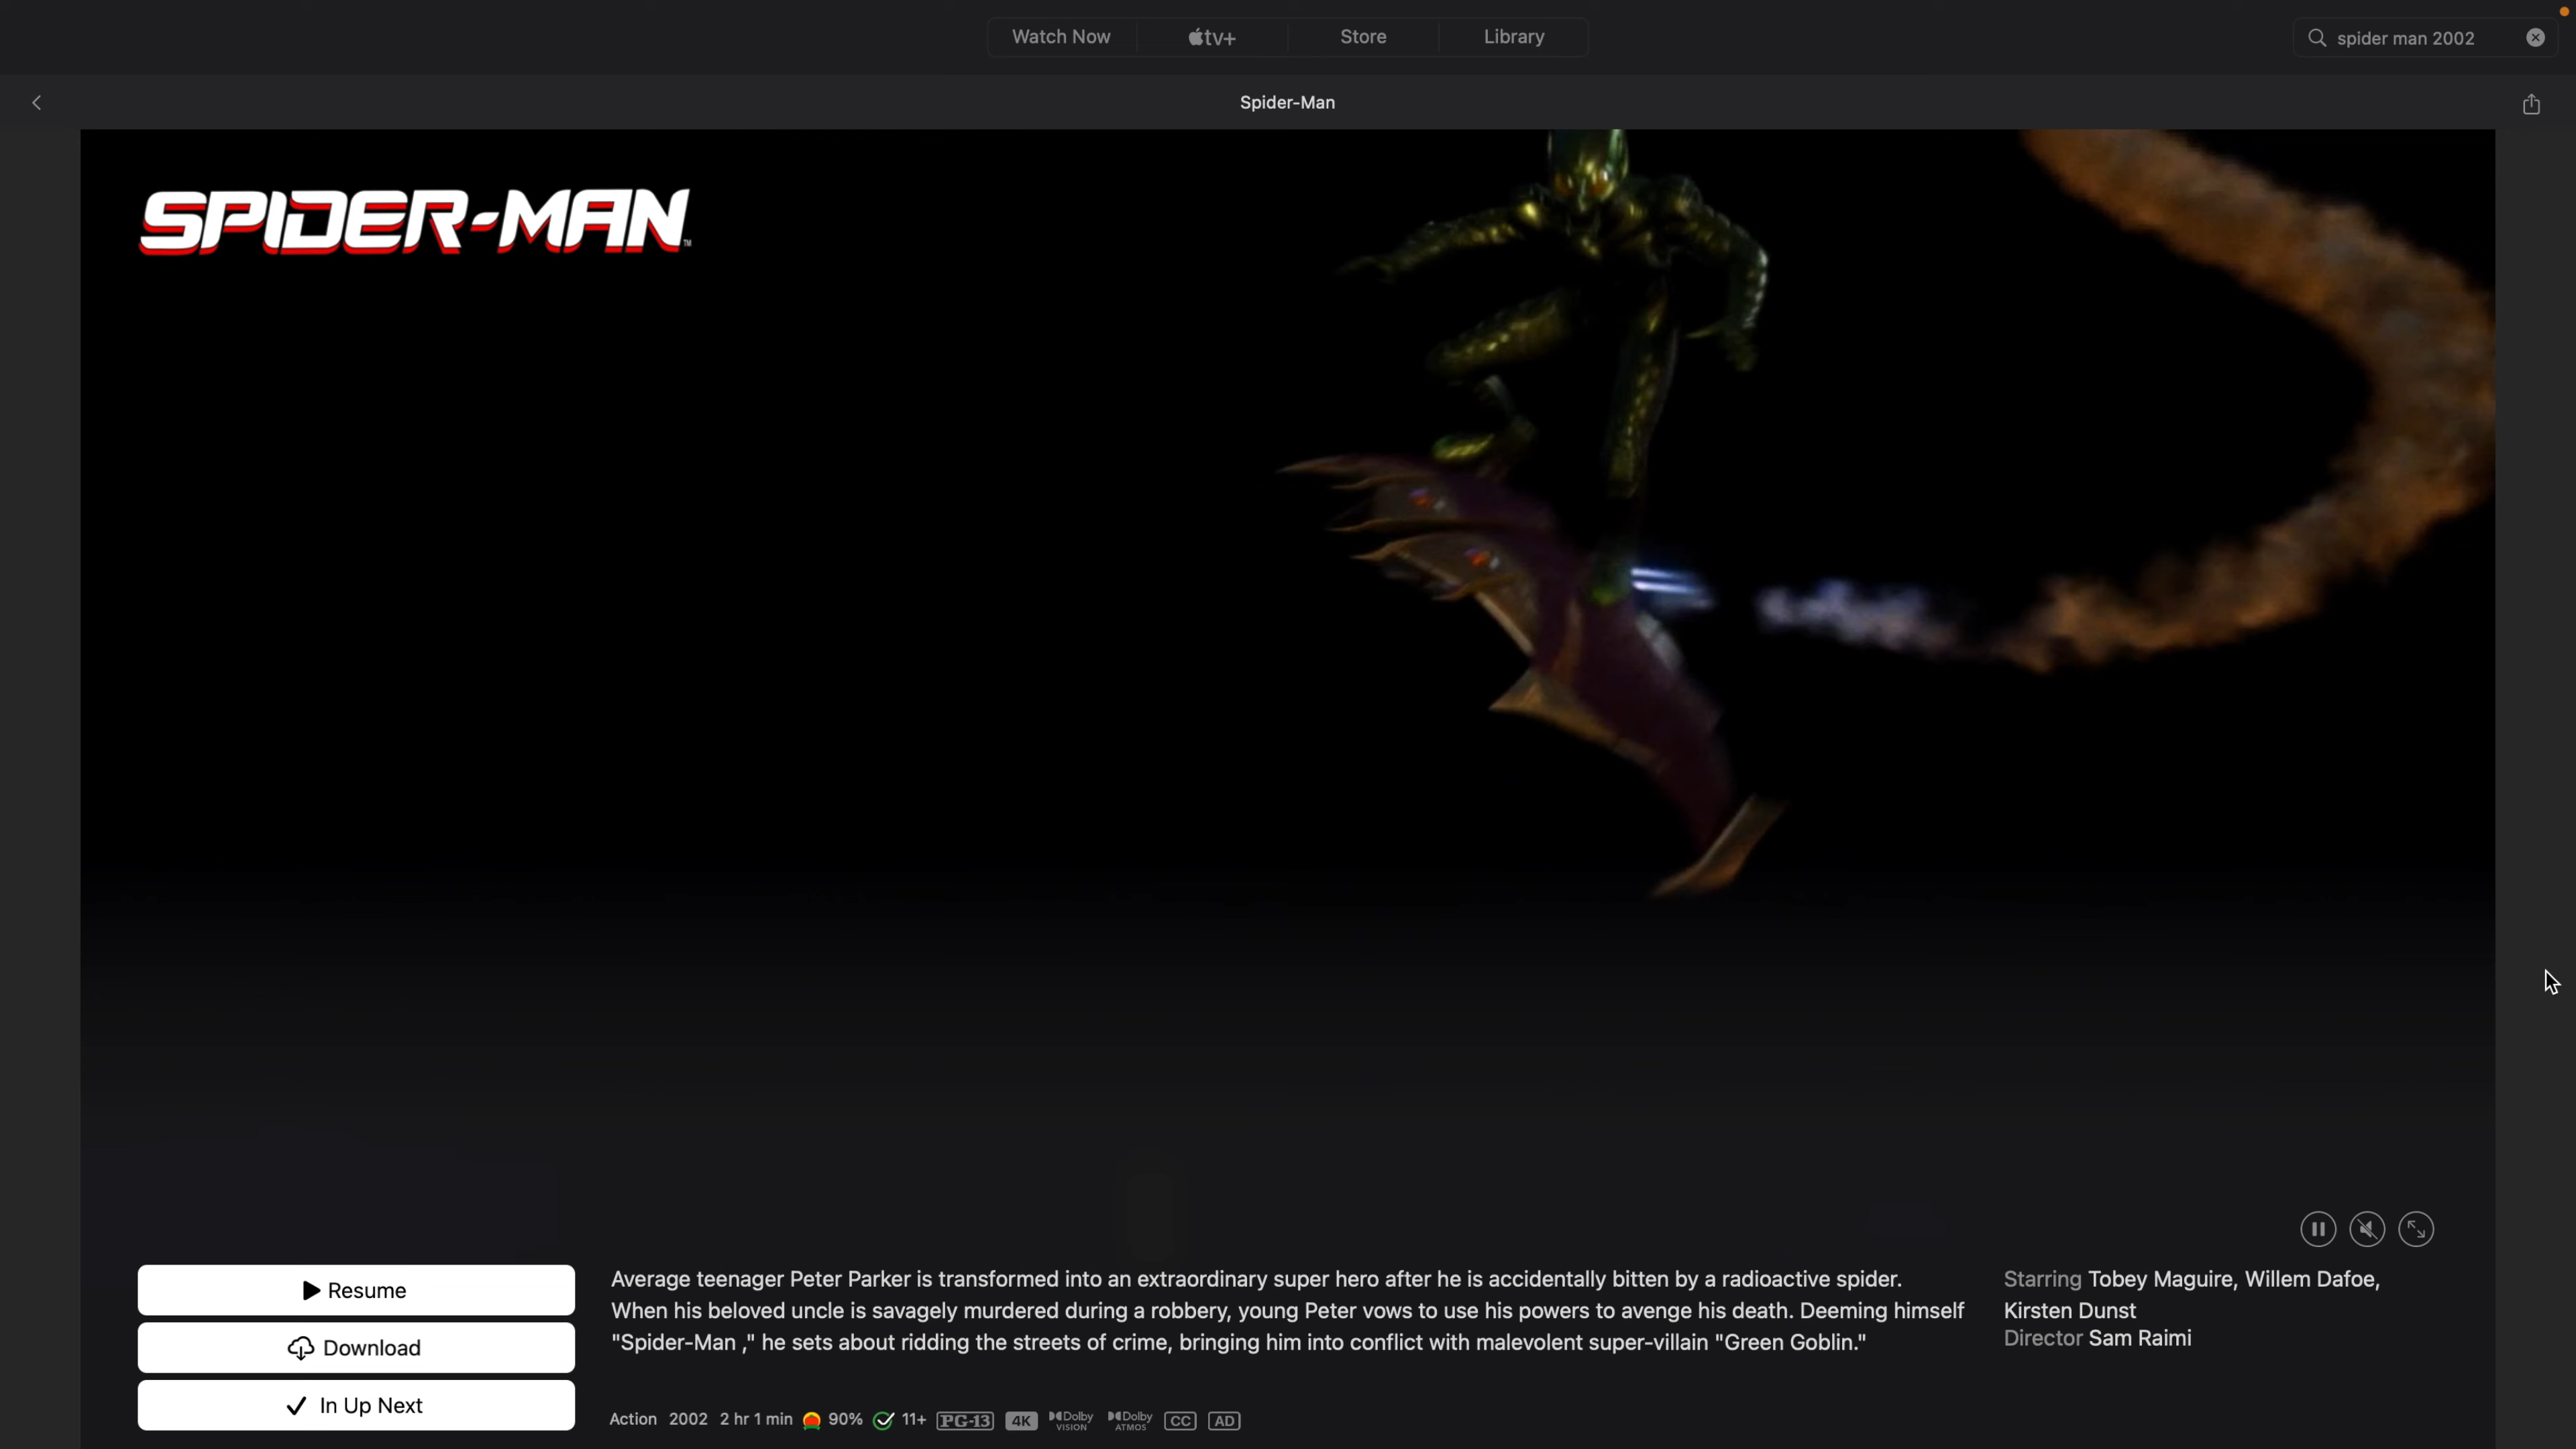 Watch Now
tv+
Store
Library
spider man 2002
Spider-Man
SPIDER-MAN™
Resume
Download
In Up Next
Average teenager Peter Parker is transformed into an extraordinary super hero after he is accidentally bitten by a radioactive spider.
When his beloved uncle is savagely murdered during a robbery, young Peter vows to use his powers to avenge his death. Deeming himself
"Spider-Man ," he sets about ridding the streets of crime, bringing him into conflict with malevolent super-villain "Green Goblin."
Starring Tobey Maguire, Willem Dafoe,
Kirsten Dunst
Director Sam Raimi
Action 2002 2 hr 1 min 90% 11+ PG-13 4K Dolby VISION Dolby ATMOS CC AD